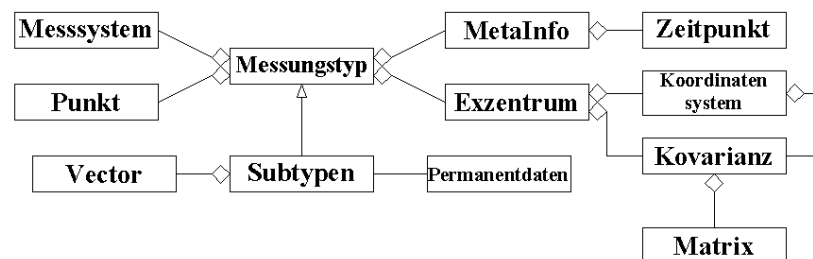 Messsystem
MetaInfo
Zeitpunkt
Messungstyp
Punkt
Exzentrum
Koordinaten
system
Vector
Subtypen
Permanentdaten
Kovarianz
Matrix